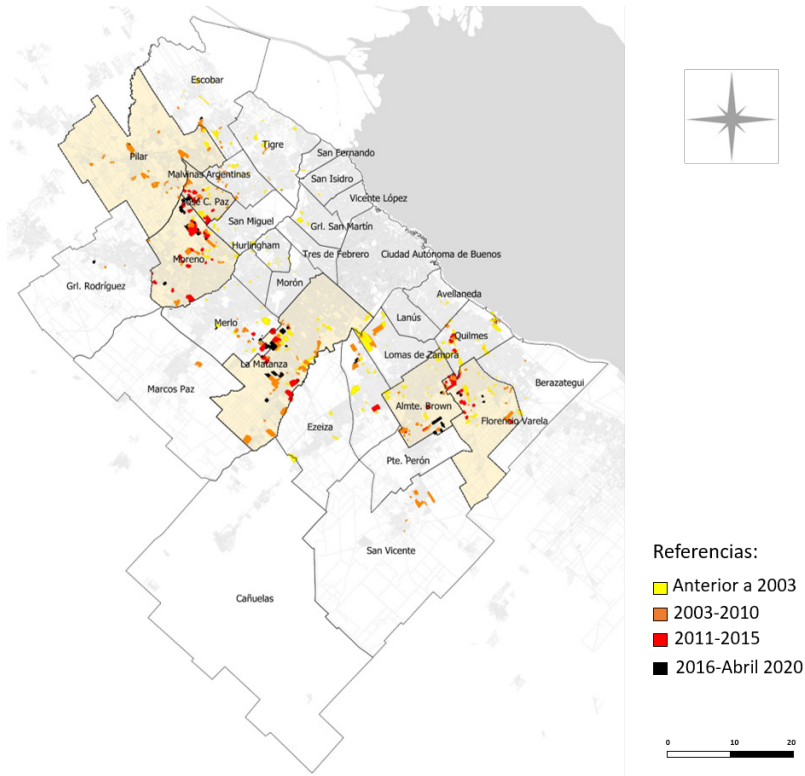 Escobar
Tigre
San Fernando
Pilar
Malvinas Argentinas
San Isidro
Vicente López
José C. Paz
San Miguel
Grl. San Martín
Hurlingham
Tres de Febrero
Ciudad Autónoma de Buenos
Moreno
Grl. Rodríguez
Morón
Avellaneda
Merlo
Lanús
Quilmes
Lomas de Zamora
La Matanza
Berazategui
Marcos Paz
Almte. Brown
Florencio Varela
Ezeiza
Pte. Perón
San Vicente
Cañuelas
Referencias:
Anterior a 2003
2003-2010
2011-2015
2016-Abril 2020
0 10 20